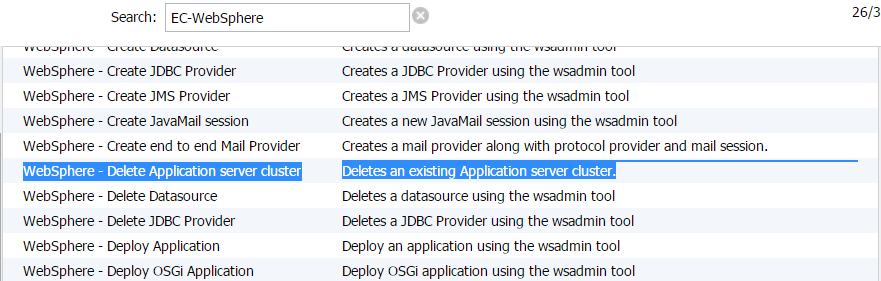 Search: EC-WebSphere 26/3
WebSphere - Create Datasource Creates a datasource using the wsadmin tool
WebSphere - Create JDBC Provider Creates a JDBC Provider using the wsadmin tool
WebSphere - Create JMS Provider Creates a JMS Provider using the wsadmin tool
WebSphere - Create JavaMail session Creates a new JavaMail session using the wsadmin tool
WebSphere - Create end to end Mail Provider Creates a mail provider along with protocol provider and mail session.
WebSphere - Delete Application server cluster Deletes an existing Application server cluster.
WebSphere - Delete Datasource Deletes a datasource using the wsadmin tool
WebSphere - Delete JDBC Provider Deletes a JDBC Provider using the wsadmin tool
WebSphere - Deploy Application Deploy an application using the wsadmin tool
WebSphere - Deploy OSGi Application Deploy OSGi application using the wsadmin tool